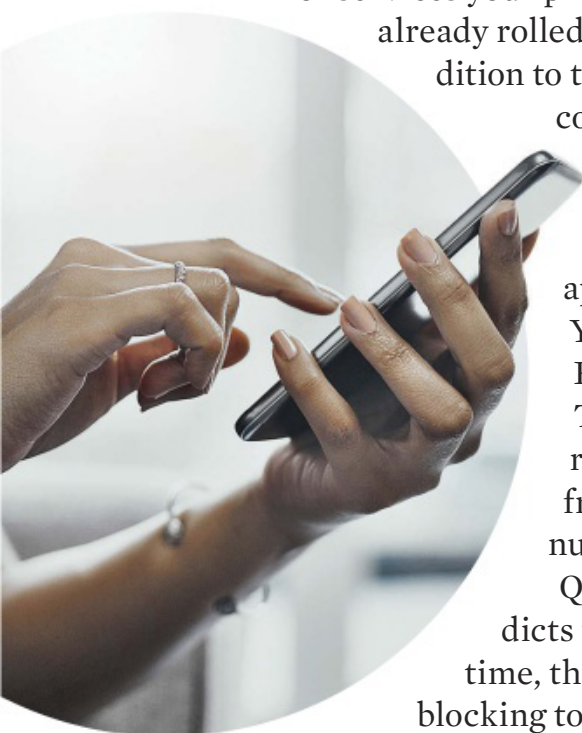 already rolled
dition to t
co
ap
Y
T
r
fr
nu
Q
dicts
time, th
blocking to